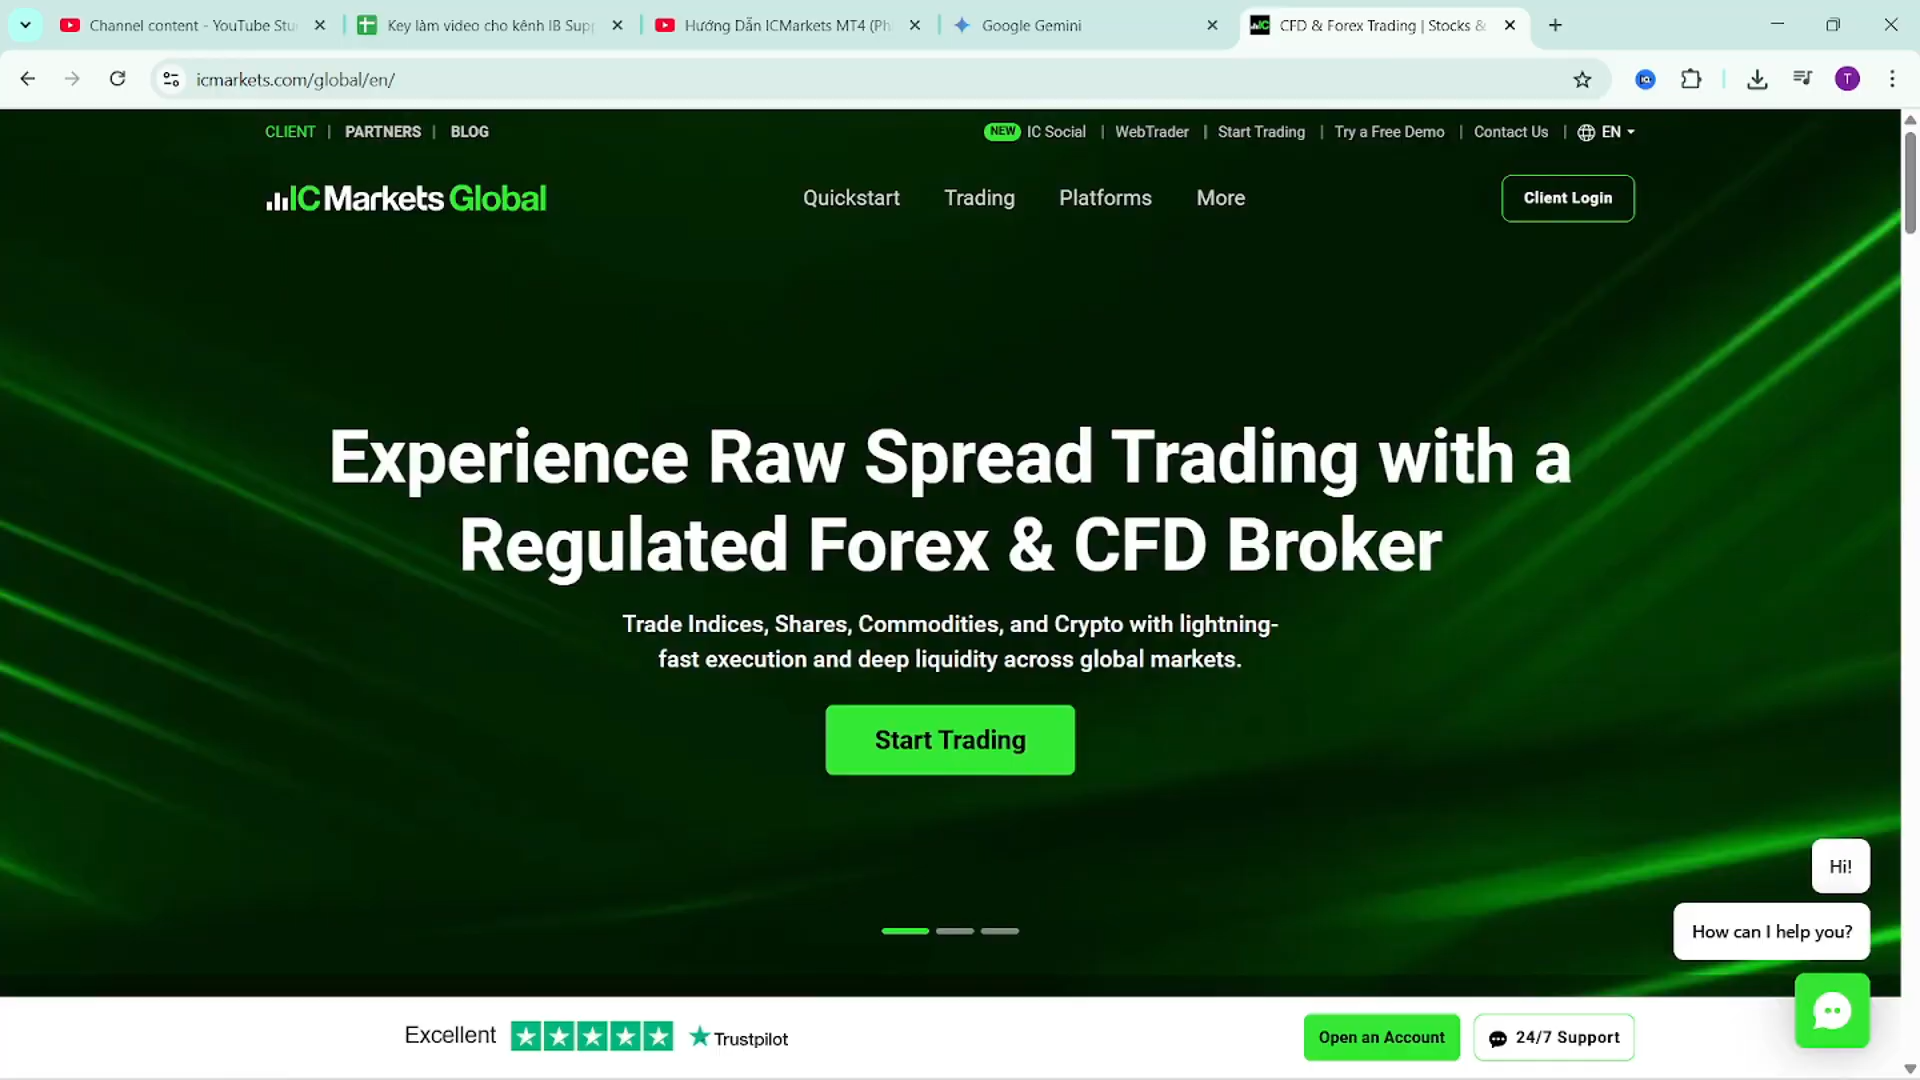 Channel content - YouTube Stu
Key làm video cho kênh IB Supp
Hướng Dẫn ICMarkets MT4 (Ph
Google Gemini
CFD & Forex Trading | Stocks &
icmarkets.com/global/en/
T
CLIENT | PARTNERS | BLOG
NEW IC Social | WebTrader | Start Trading | Try a Free Demo | Contact Us | EN
IC Markets Global
Quickstart
Trading
Platforms
More
Client Login
Experience Raw Spread Trading with a
Regulated Forex & CFD Broker
Trade Indices, Shares, Commodities, and Crypto with lightning-
fast execution and deep liquidity across global markets.
Start Trading
Hi!
How can I help you?
Excellent
Trustpilot
Open an Account
24/7 Support